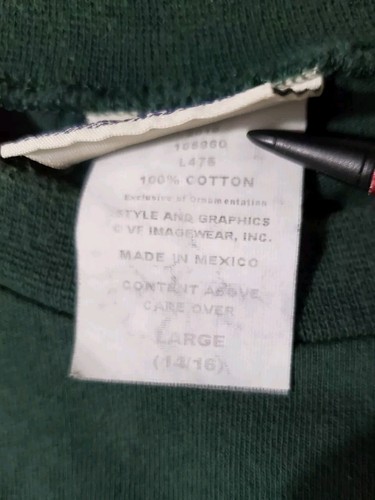 L475
100% COTTON
Exclusive of Ornamentation
STYLE AND GRAPHICS
© VF IMAGEWEAR, INC.
MADE IN MEXICO
CONTENT ABOVE
CARE OVER
LARGE
(14/16)